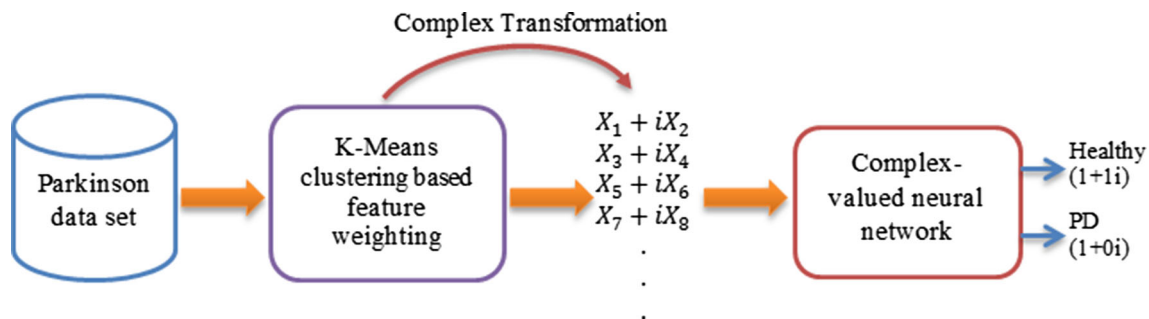 Complex Transformation
Parkinson
data set
K-Means
clustering based
feature
weighting
X₁ + iX₂
X₃ + iX₄
X₅ + iX₆
X₇ + iX₈
.
.
.
Complex-
valued neural
network
Healthy
(1+1i)
PD
(1+0i)